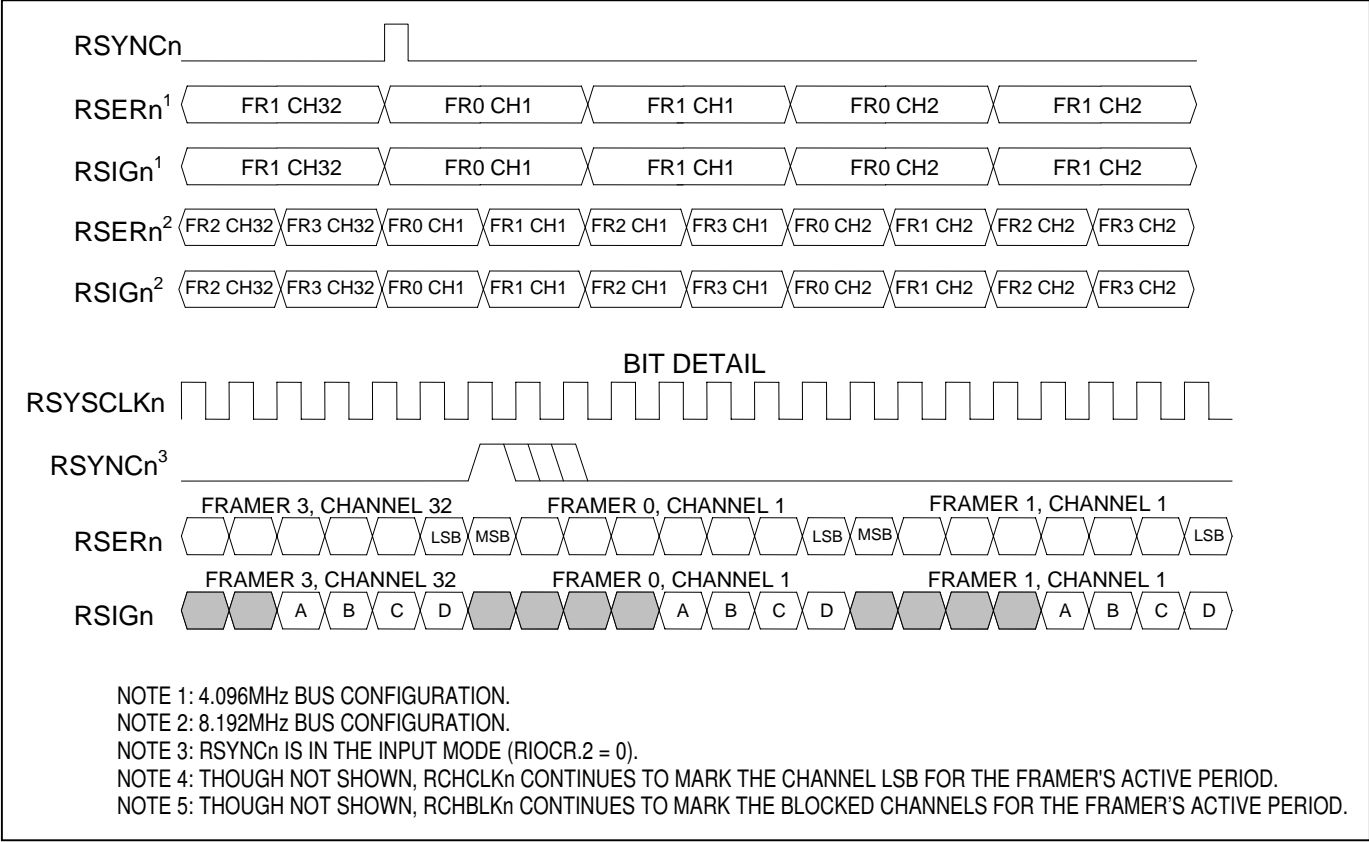 RSYNCn
RSERn1 FR1 CH32 FR0 CH1 FR1 CH1 FR0 CH2 FR1 CH2
RSIGn1 FR1 CH32 FR0 CH1 FR1 CH1 FR0 CH2 FR1 CH2
RSERn2 FR2 CH32 FR3 CH32 FR0 CH1 FR1 CH1 FR2 CH1 FR3 CH1 FR0 CH2 FR1 CH2 FR2 CH2 FR3 CH2
RSIGn2 FR2 CH32 FR3 CH32 FR0 CH1 FR1 CH1 FR2 CH1 FR3 CH1 FR0 CH2 FR1 CH2 FR2 CH2 FR3 CH2
BIT DETAIL
RSYSCLKn
RSYNCn3
FRAMER 3, CHANNEL 32 FRAMER 0, CHANNEL 1 FRAMER 1, CHANNEL 1
RSERn LSB MSB LSB MSB LSB
FRAMER 3, CHANNEL 32 FRAMER 0, CHANNEL 1 FRAMER 1, CHANNEL 1
RSIGn A B C D A B C D A B C D
NOTE 1: 4.096MHz BUS CONFIGURATION.
NOTE 2: 8.192MHz BUS CONFIGURATION.
NOTE 3: RSYNCn IS IN THE INPUT MODE (RIOCR.2 = 0).
NOTE 4: THOUGH NOT SHOWN, RCHCLKn CONTINUES TO MARK THE CHANNEL LSB FOR THE FRAMER'S ACTIVE PERIOD.
NOTE 5: THOUGH NOT SHOWN, RCHBLKn CONTINUES TO MARK THE BLOCKED CHANNELS FOR THE FRAMER'S ACTIVE PERIOD.